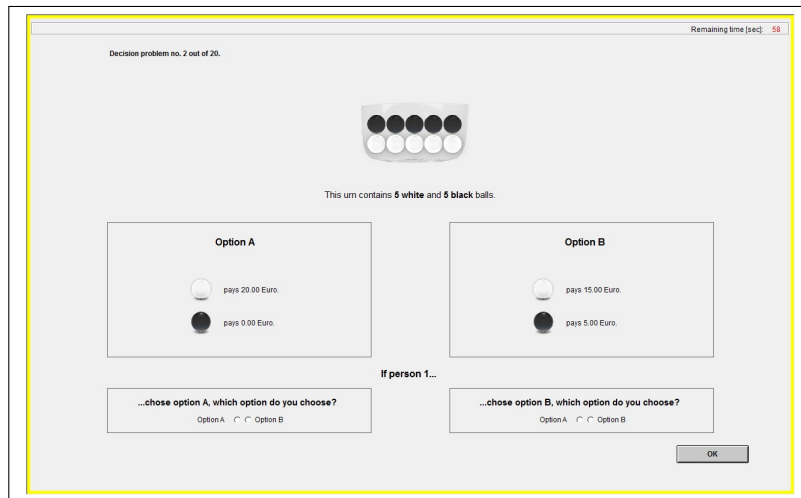 Remaining time [sec]: 58
Decision problem no. 2 out of 20.
This urn contains 5 white and 5 black balls.
Option A
pays 20.00 Euro.
pays 0.00 Euro.
Option B
pays 15.00 Euro.
pays 5.00 Euro.
If person 1...
...chose option A, which option do you choose?
Option A Option B
...chose option B, which option do you choose?
Option A Option B
OK